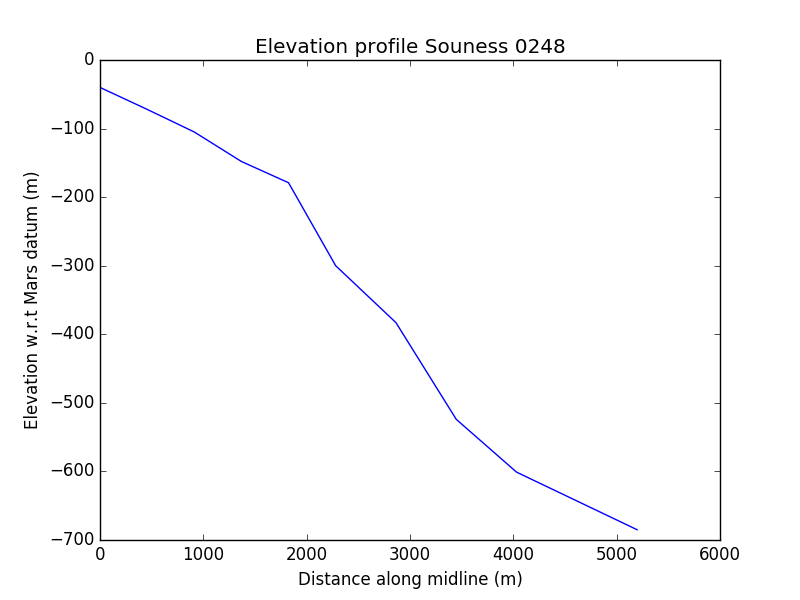 Elevation profile Souness 0248
0
−100
−200
−300
−400
−500
−600
−700
Elevation w.r.t Mars datum (m)
0 1000 2000 3000 4000 5000 6000
Distance along midline (m)